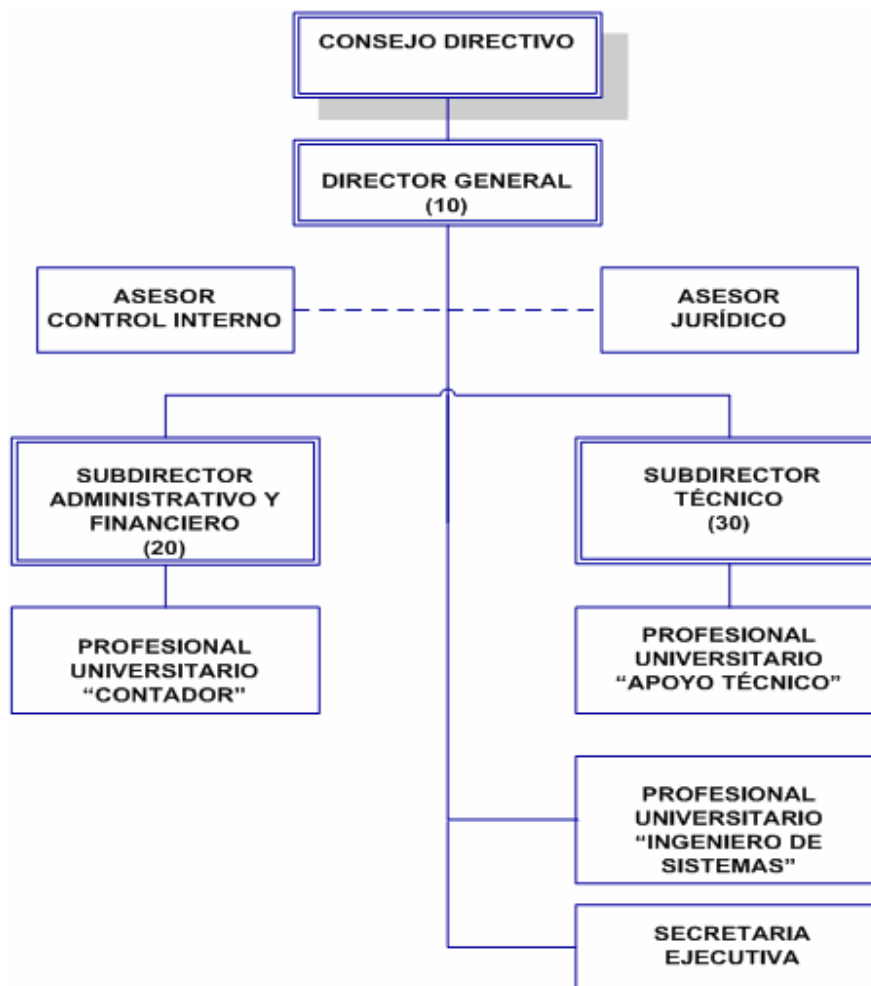 CONSEJO DIRECTIVO
DIRECTOR GENERAL
(10)
ASESOR
CONTROL INTERNO
ASESOR
JURÍDICO
SUBDIRECTOR
ADMINISTRATIVO Y
FINANCIERO
(20)
SUBDIRECTOR
TÉCNICO
(30)
PROFESIONAL
UNIVERSITARIO
“CONTADOR”
PROFESIONAL
UNIVERSITARIO
“APOYO TÉCNICO”
PROFESIONAL
UNIVERSITARIO
“INGENIERO DE
SISTEMAS”
SECRETARIA
EJECUTIVA